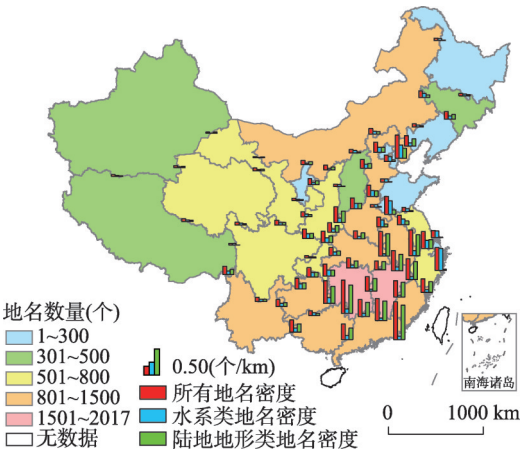 地名数量(个)
1~300
301~500
501~800
801~1500
1501~2017
无数据
0.50(个/km)
所有地名密度
水系类地名密度
陆地地形类地名密度
南海诸岛
0 1000 km